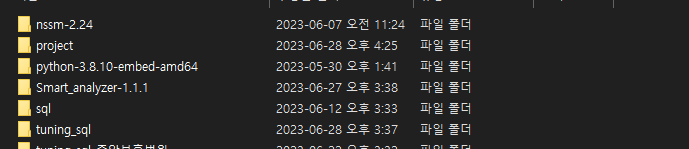 nssm-2.24 2023-06-07 오전 11:24 파일 폴더
project 2023-06-28 오후 4:25 파일 폴더
python-3.8.10-embed-amd64 2023-05-30 오후 1:41 파일 폴더
Smart_analyzer-1.1.1 2023-06-27 오후 3:38 파일 폴더
sql 2023-06-12 오후 3:33 파일 폴더
tuning_sql 2023-06-28 오후 3:37 파일 폴더